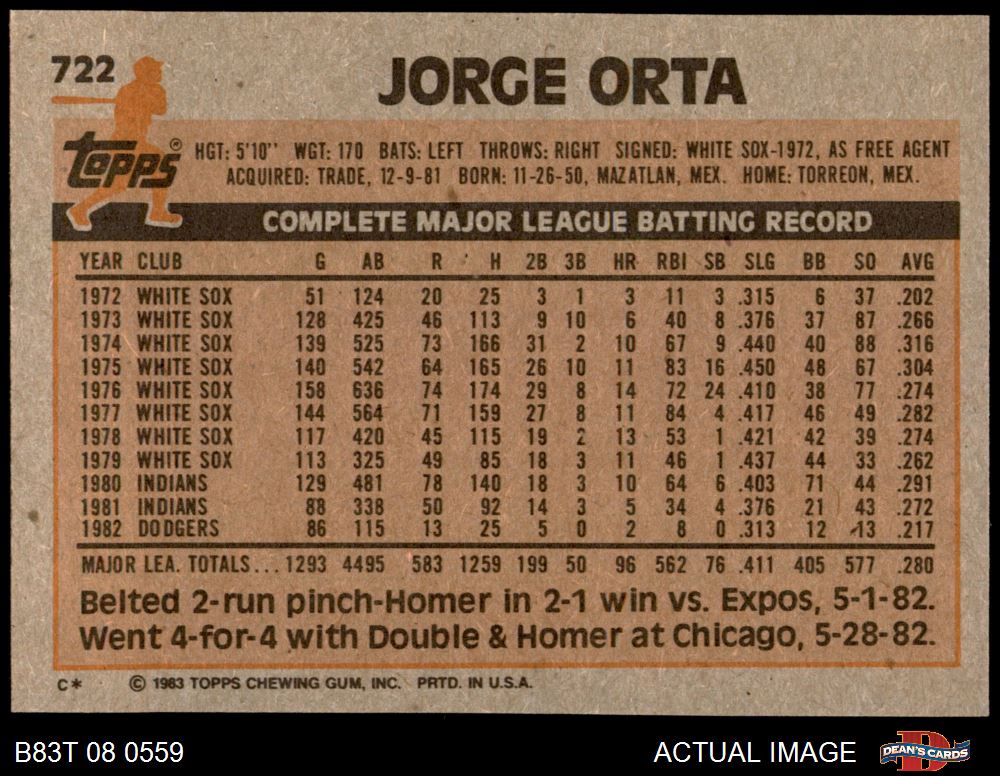 722
JORGE ORTA
Topps®
HGT: 5'10" WGT: 170 BATS: LEFT THROWS: RIGHT SIGNED: WHITE SOX-1972, AS FREE AGENT
ACQUIRED: TRADE, 12-9-81 BORN: 11-26-50, MAZATLAN, MEX. HOME: TORREON, MEX.
COMPLETE MAJOR LEAGUE BATTING RECORD
YEAR CLUB G AB R H 2B 3B HR RBI SB SLG BB SO AVG
1972 WHITE SOX 51 124 20 25 3 1 3 11 3 .315 6 37 .202
1973 WHITE SOX 128 425 46 113 9 10 6 40 8 .376 37 87 .266
1974 WHITE SOX 139 525 73 166 31 2 10 67 9 .440 40 88 .316
1975 WHITE SOX 140 542 64 165 26 10 11 83 16 .450 48 67 .304
1976 WHITE SOX 158 636 74 174 29 8 14 72 24 .410 38 77 .274
1977 WHITE SOX 144 564 71 159 27 8 11 84 4 .417 46 49 .282
1978 WHITE SOX 117 420 45 115 19 2 13 53 1 .421 42 39 .274
1979 WHITE SOX 113 325 49 85 18 3 11 46 1 .437 44 33 .262
1980 INDIANS 129 481 78 140 18 3 10 64 6 .403 71 44 .291
1981 INDIANS 88 338 50 92 14 3 5 34 4 .376 21 43 .272
1982 DODGERS 86 115 13 25 5 0 2 8 0 .313 12 13 .217
MAJOR LEA. TOTALS... 1293 4495 583 1259 199 50 96 562 76 .411 405 577 .280
Belted 2-run pinch-Homer in 2-1 win vs. Expos, 5-1-82.
Went 4-for-4 with Double & Homer at Chicago, 5-28-82.
C* © 1983 TOPPS CHEWING GUM, INC. PRTD. IN U.S.A.
B83T 08 0559
ACTUAL IMAGE
D
DEAN'S CARDS